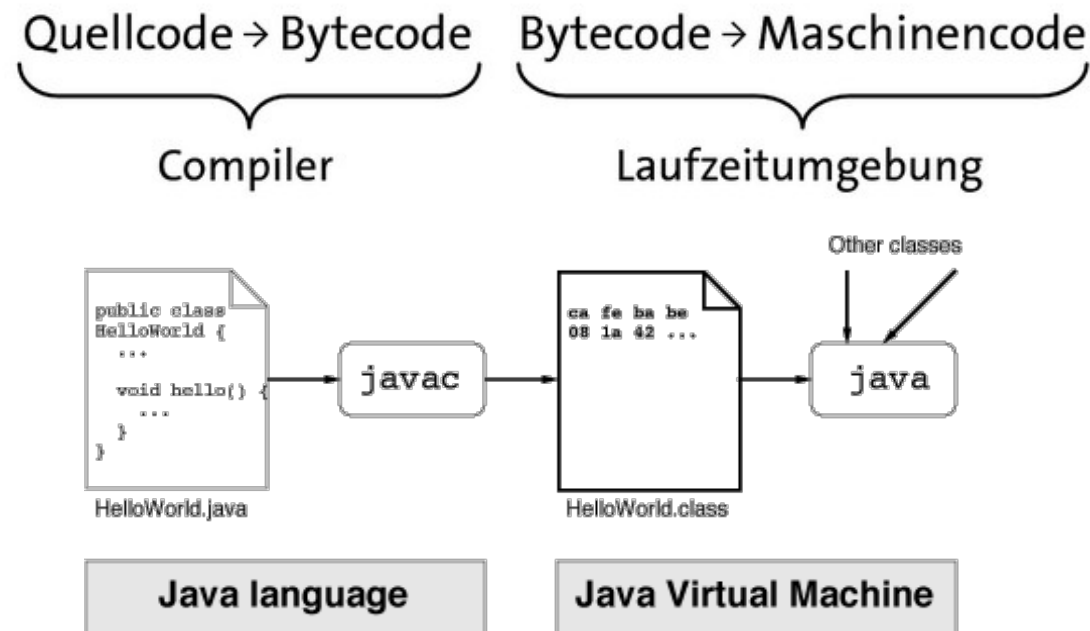 Quellcode → Bytecode
Bytecode → Maschinencode
Compiler
Laufzeitumgebung
Other classes
public class
HelloWorld {
...
void hello() {
...
}
}
javac
ca fe ba be
08 1a 42 ...
java
HelloWorld.java
HelloWorld.class
Java language
Java Virtual Machine